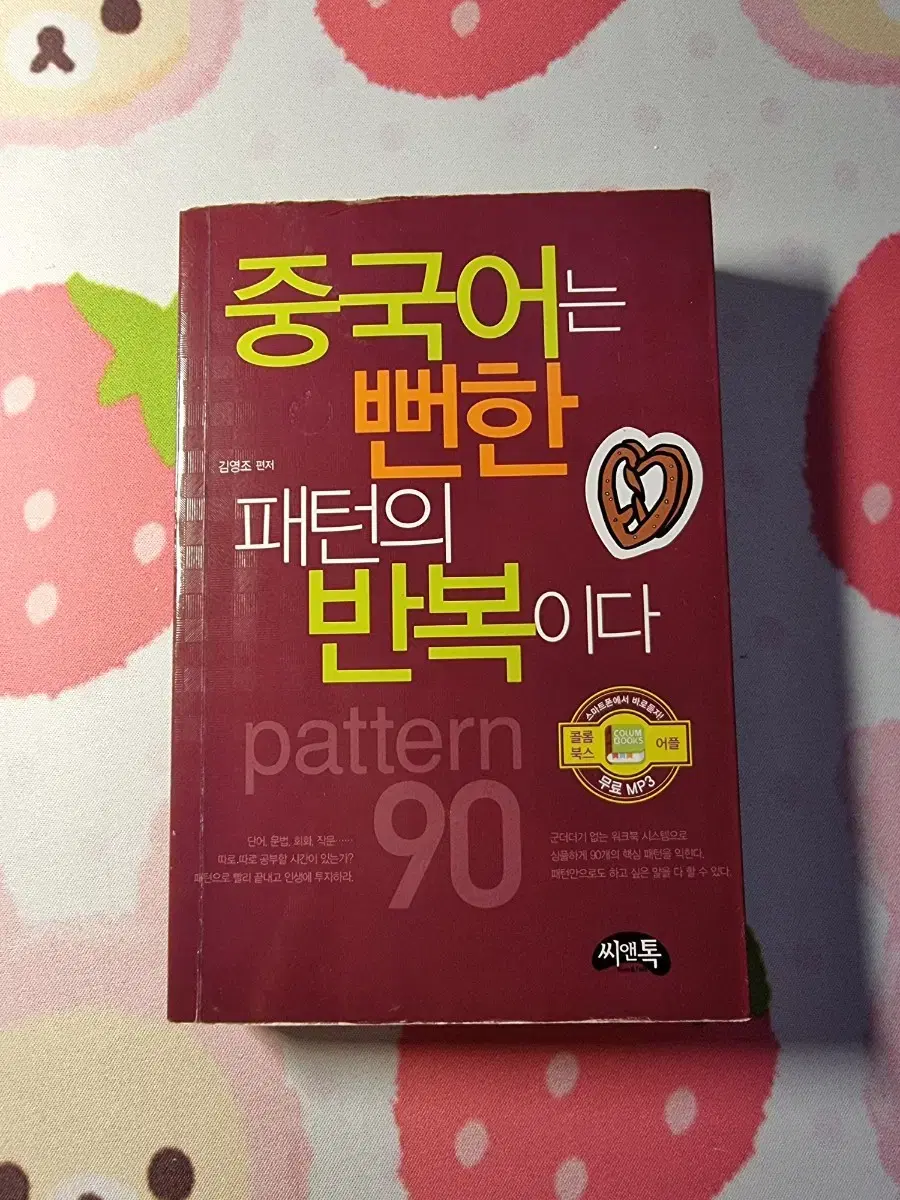 중국어는
뻔한
김영조 편저
패턴의
반복이다
pattern
90
스마트폰에서 바로듣자!
콜롬
북스
COLUM
BOOKS
어플
무료 MP3
단어, 문법, 회화, 작문……
따로..따로 공부할 시간이 있는가?
패턴으로 빨리 끝내고 인생에 투자하라.
군더더기 없는 워크북 시스템으로
심플하게 90개의 핵심 패턴을 익힌다.
패턴만으로도 하고 싶은 말을 다 할 수 있다.
씨앤톡